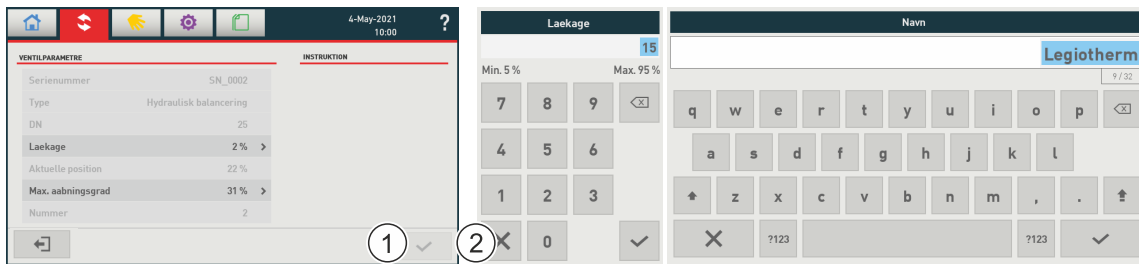 4-May-2021
10:00
?
VENTILPARAMETRE
INSTRUKTION
Serienummer SN_0002
Type Hydraulisk balancering
DN 25
Laekage 2 % >
Aktuelle position 22 %
Max. aabningsgrad 31 % >
Nummer 2
1
2
Laekage
15
Min. 5 % Max. 95 %
7 8 9
4 5 6
1 2 3
0
Navn
Legiotherm
9 / 32
q w e r t y u i o p
a s d f g h j k l
z x c v b n m , .
?123 ?123